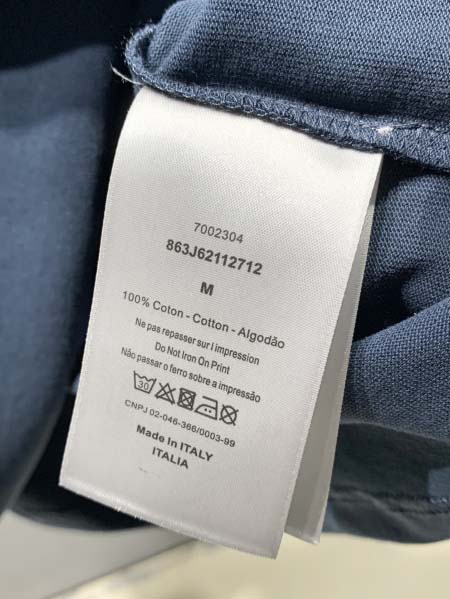 7002304
863J62112712
M
100% Coton - Cotton - Algodão
Ne pas repasser sur l impression
Do Not Iron On Print
Não passar o ferro sobre a impressão
30
CNPJ 02-046-366/0003-99
Made In ITALY
ITALIA